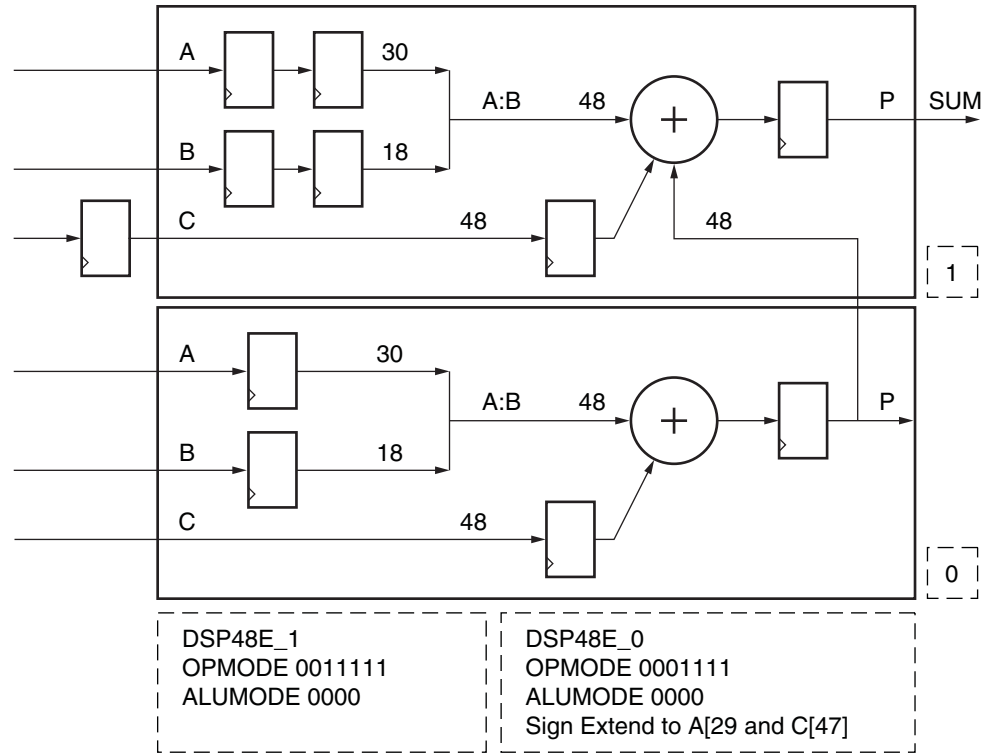 A
30
A:B
48
P
SUM
B
18
C
48
48
1
A
30
A:B
48
P
B
18
C
48
0
DSP48E_1
OPMODE 0011111
ALUMODE 0000
DSP48E_0
OPMODE 0001111
ALUMODE 0000
Sign Extend to A[29 and C[47]